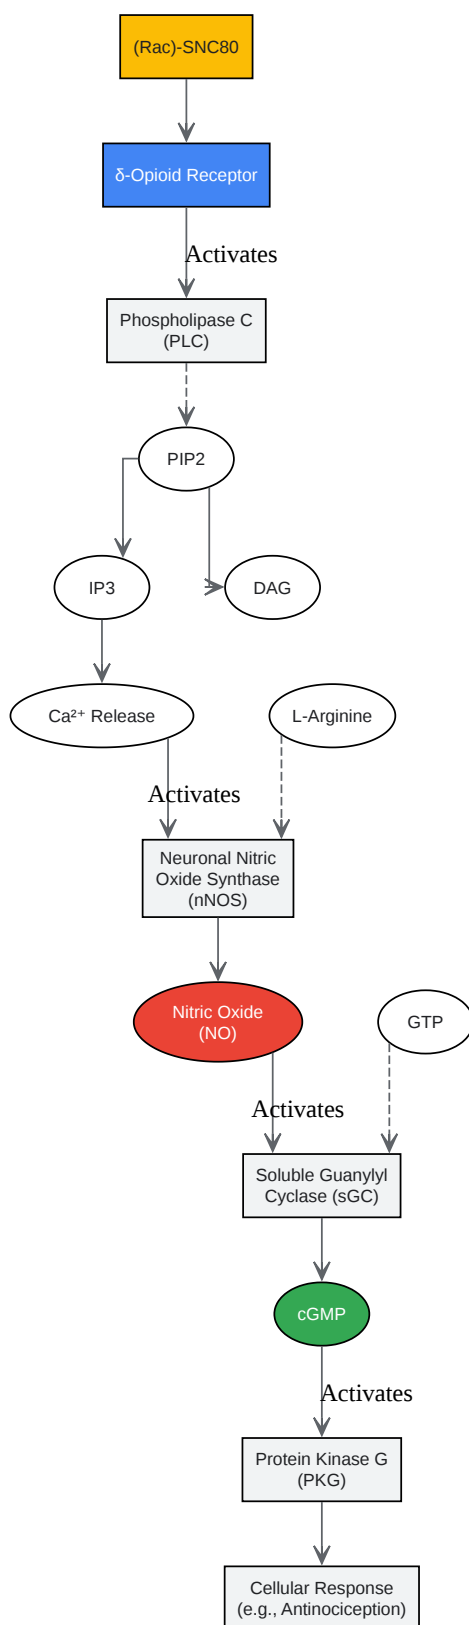 (Rac)-SNC80
δ-Opioid Receptor
Activates
Phospholipase C
(PLC)
PIP2
IP3
DAG
Ca²⁺ Release
L-Arginine
Activates
Neuronal Nitric
Oxide Synthase
(nNOS)
Nitric Oxide
(NO)
GTP
Activates
Soluble Guanylyl
Cyclase (sGC)
cGMP
Activates
Protein Kinase G
(PKG)
Cellular Response
(e.g., Antinociception)